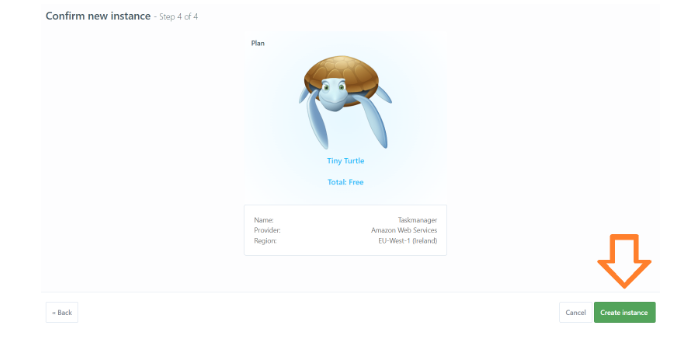 Confirm new instance - Step 4 of 4
Plan
Tiny Turtle
Total: Free
Name: Taskmanager
Provider: Amazon Web Services
Region: EU-West-1 (Ireland)
« Back
Cancel
Create instance